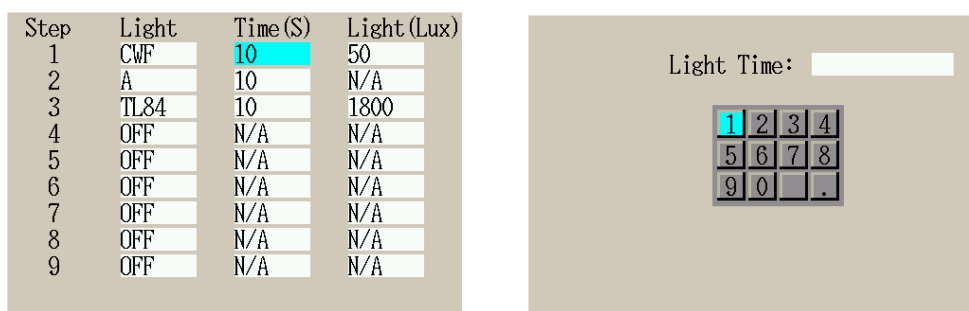 Step Light Time(S) Light(Lux)
1 CWF 10 50
2 A 10 N/A
3 TL84 10 1800
4 OFF N/A N/A
5 OFF N/A N/A
6 OFF N/A N/A
7 OFF N/A N/A
8 OFF N/A N/A
9 OFF N/A N/A
Light Time:
1 2 3 4
5 6 7 8
9 0 .